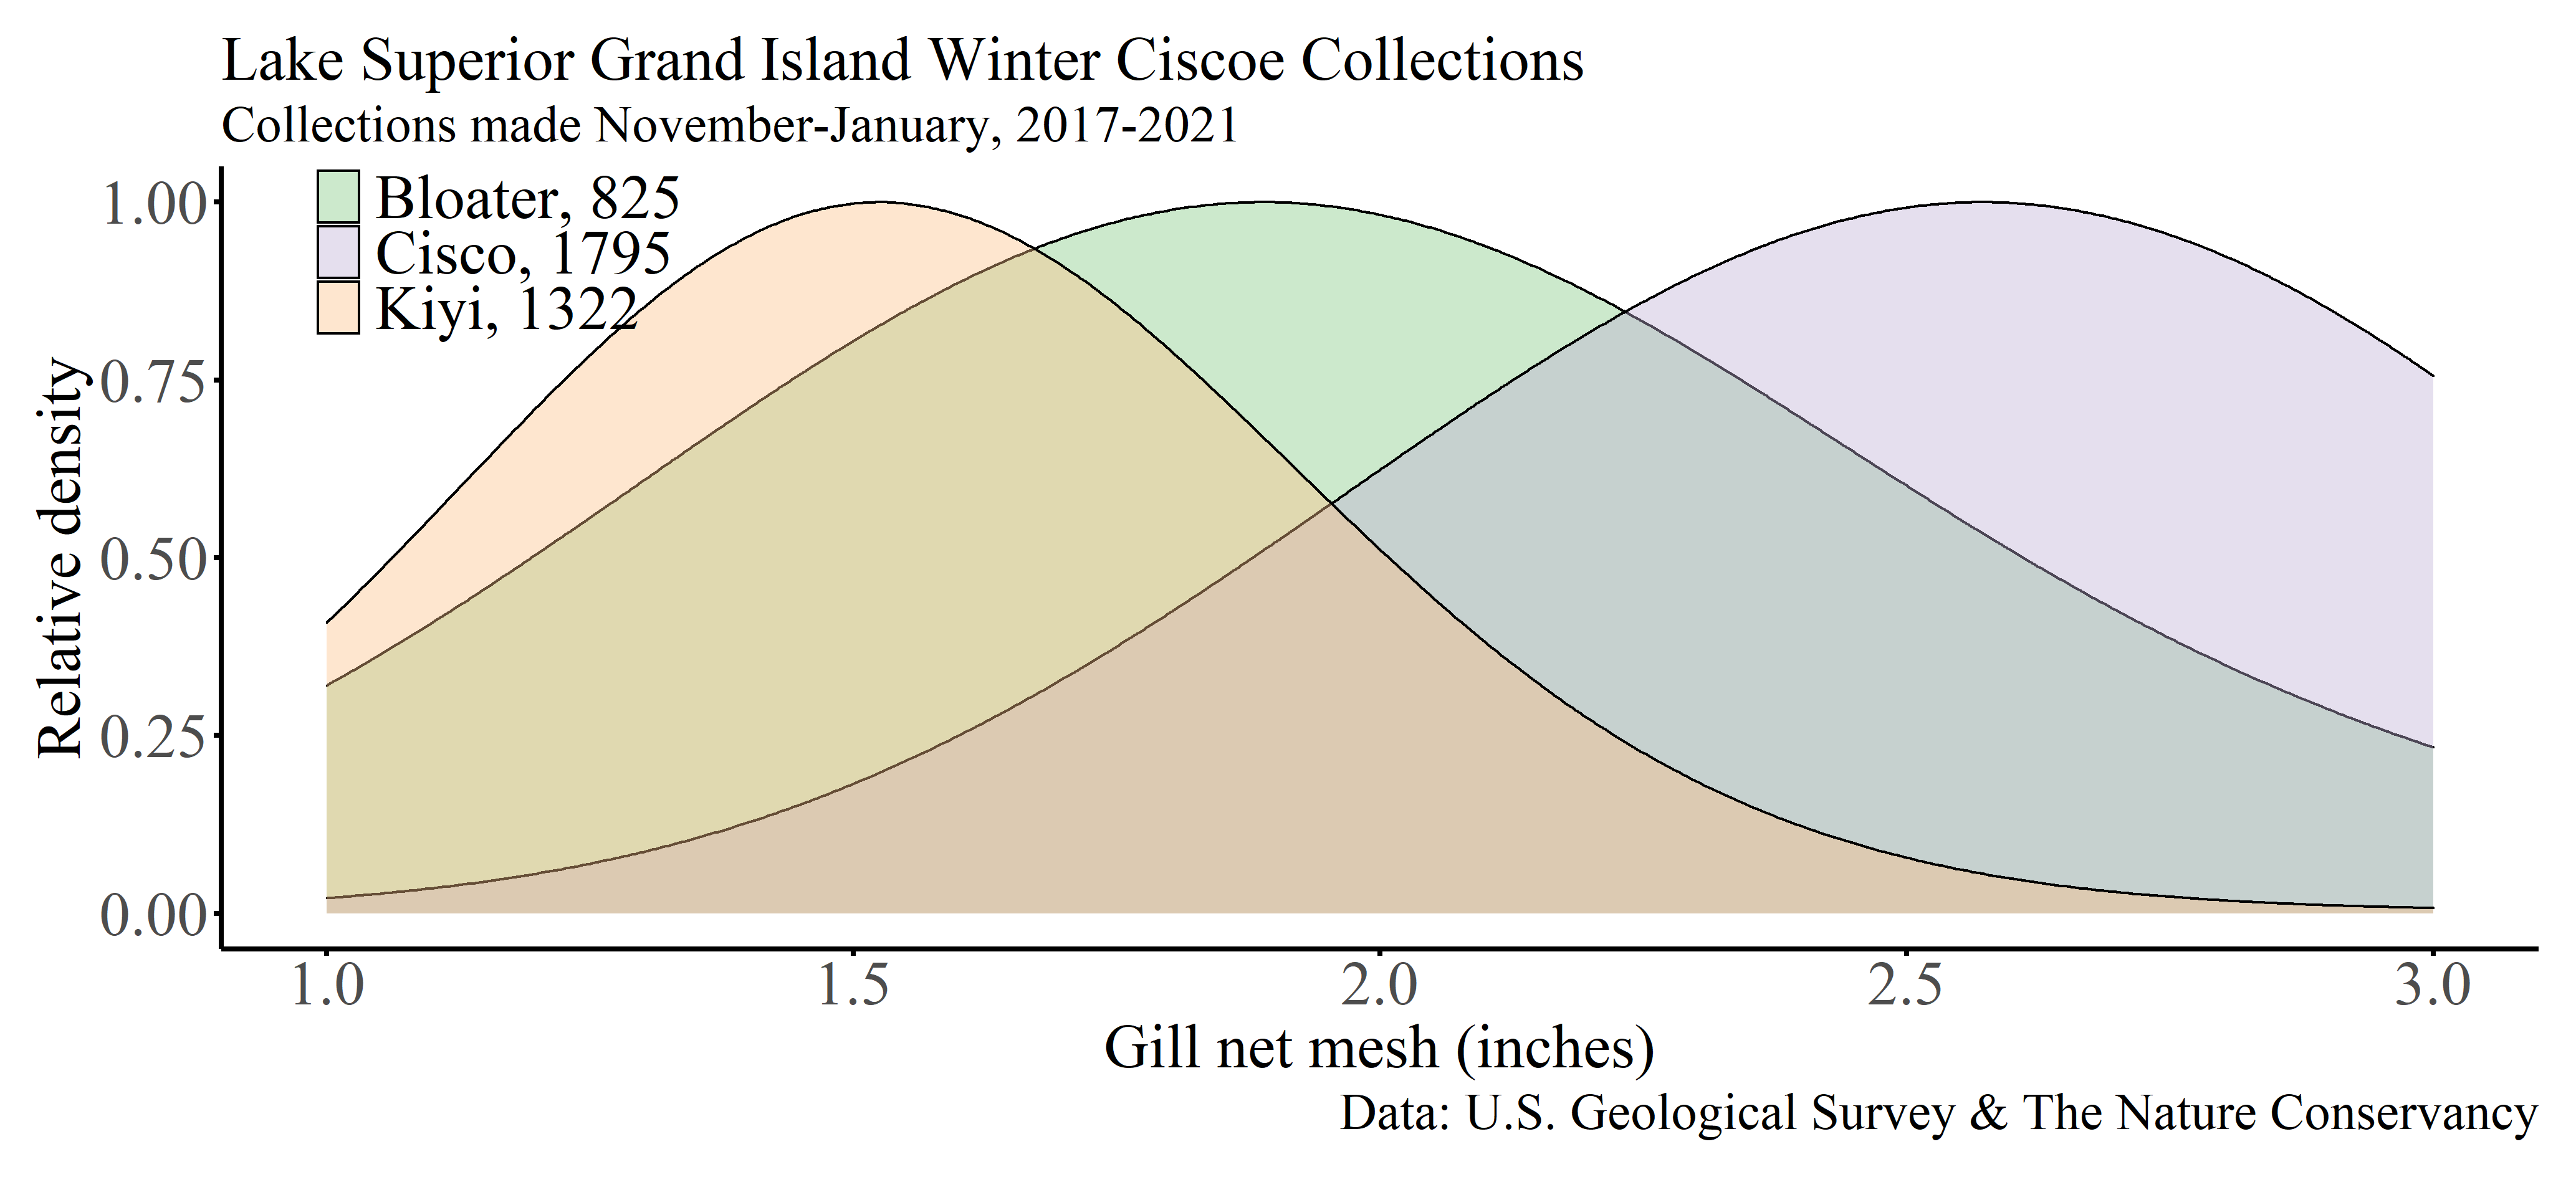 Lake Superior Grand Island Winter Ciscoe Collections
Collections made November-January, 2017-2021
Bloater, 825
Cisco, 1795
Kiyi, 1322
Relative density
1.00
0.75
0.50
0.25
0.00
1.0 1.5 2.0 2.5 3.0
Gill net mesh (inches)
Data: U.S. Geological Survey & The Nature Conservancy